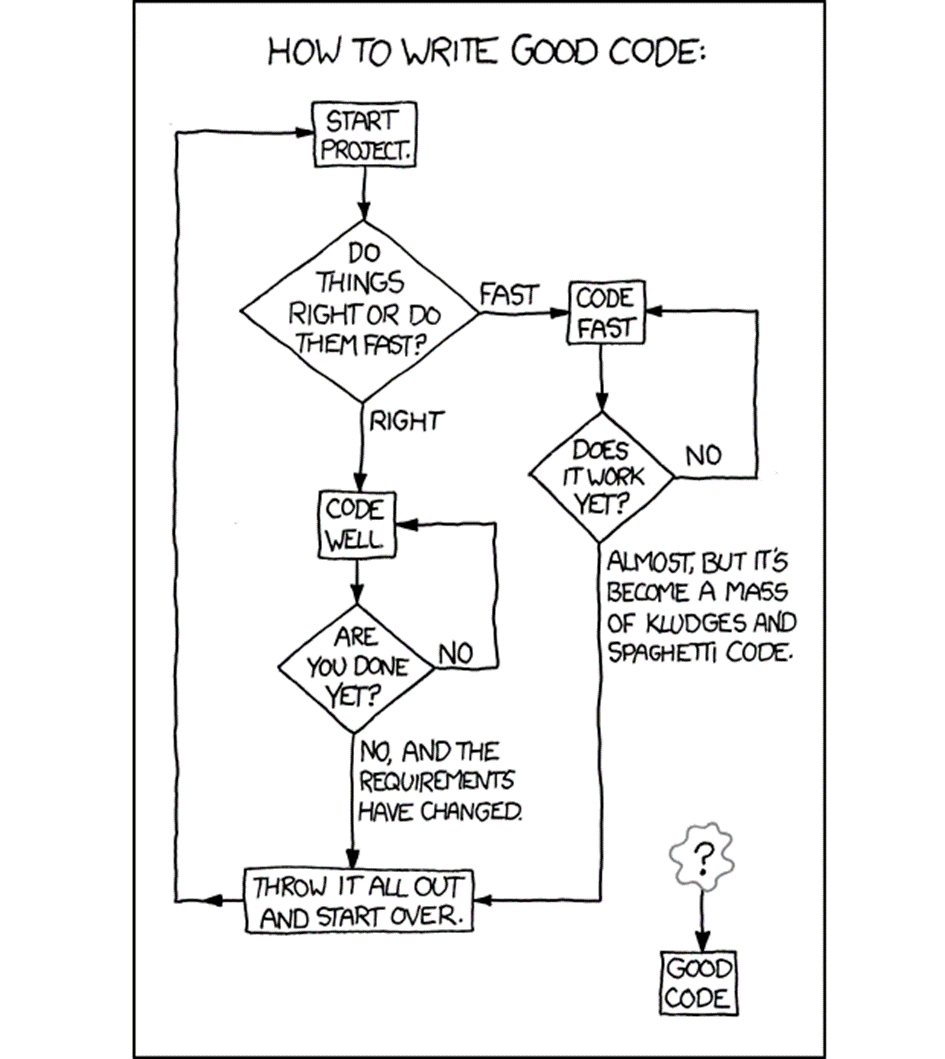 HOW TO WRITE GOOD CODE:
START
PROJECT.
DO
THINGS
RIGHT OR DO
THEM FAST?
FAST
CODE
FAST
RIGHT
DOES
IT WORK
YET?
NO
CODE
WELL
ALMOST, BUT IT'S
BECOME A MASS
OF KLUDGES AND
SPAGHETTI CODE.
ARE
YOU DONE
YET?
NO
NO, AND THE
REQUIREMENTS
HAVE CHANGED.
THROW IT ALL OUT
AND START OVER.
?
GOOD
CODE